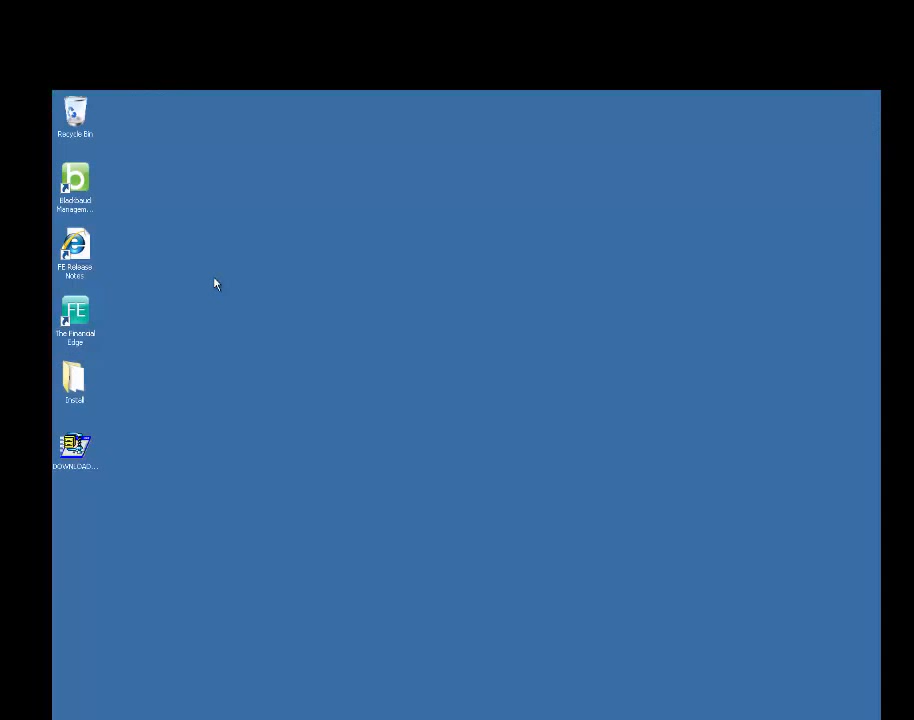 Recycle Bin
b
Blackbaud
Managem...
FE Release
Notes
FE
The Financial
Edge
Install
DOWNLOAD...